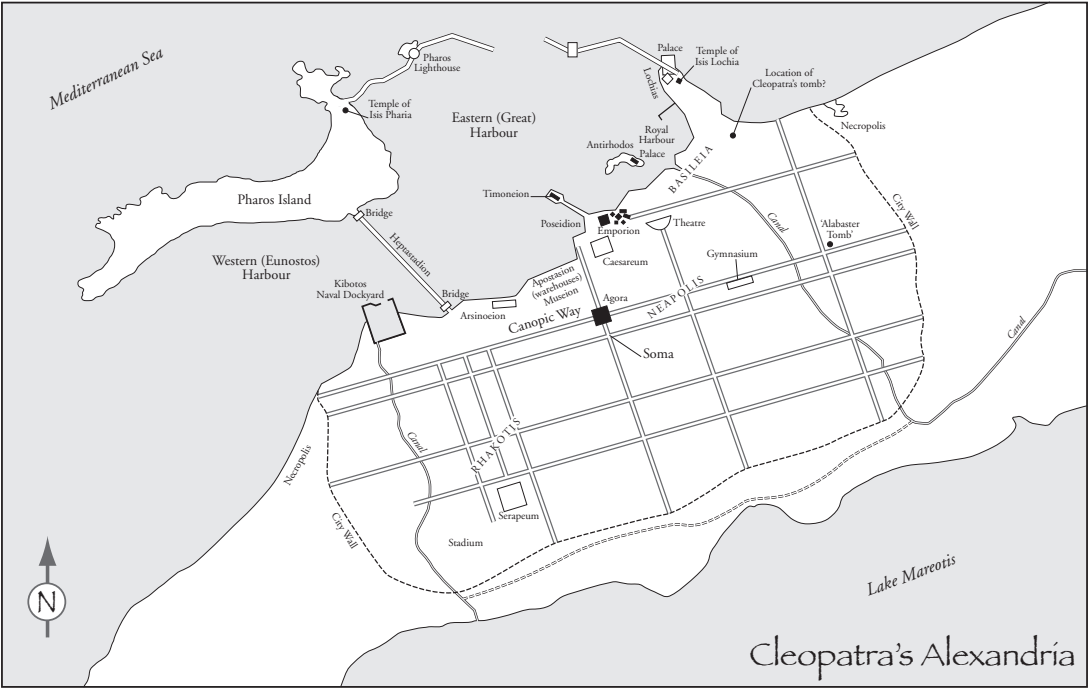 Mediterranean Sea
Pharos
Lighthouse
Palace
Temple of
Isis Lochia
Lochias
Location of
Cleopatra's tomb?
Temple of
Isis Pharia
Eastern (Great)
Harbour
Royal
Harbour
Necropolis
Antirhodos
Palace
BASILEIA
Pharos Island
Timoneion
Bridge
Poseidion
Emporion
Theatre
Canal
City Wall
'Alabaster
Tomb'
Heptastadion
Western (Eunostos)
Harbour
Caesareum
Gymnasium
Kibotos
Naval Dockyard
Bridge
Arsinoeion
Apostasion
(warehouses)
Museion
Agora
NEAPOLIS
Canopic Way
Canal
Soma
Necropolis
Canal
RHAKOTIS
Serapeum
City Wall
Stadium
Lake Mareotis
N
Cleopatra's Alexandria